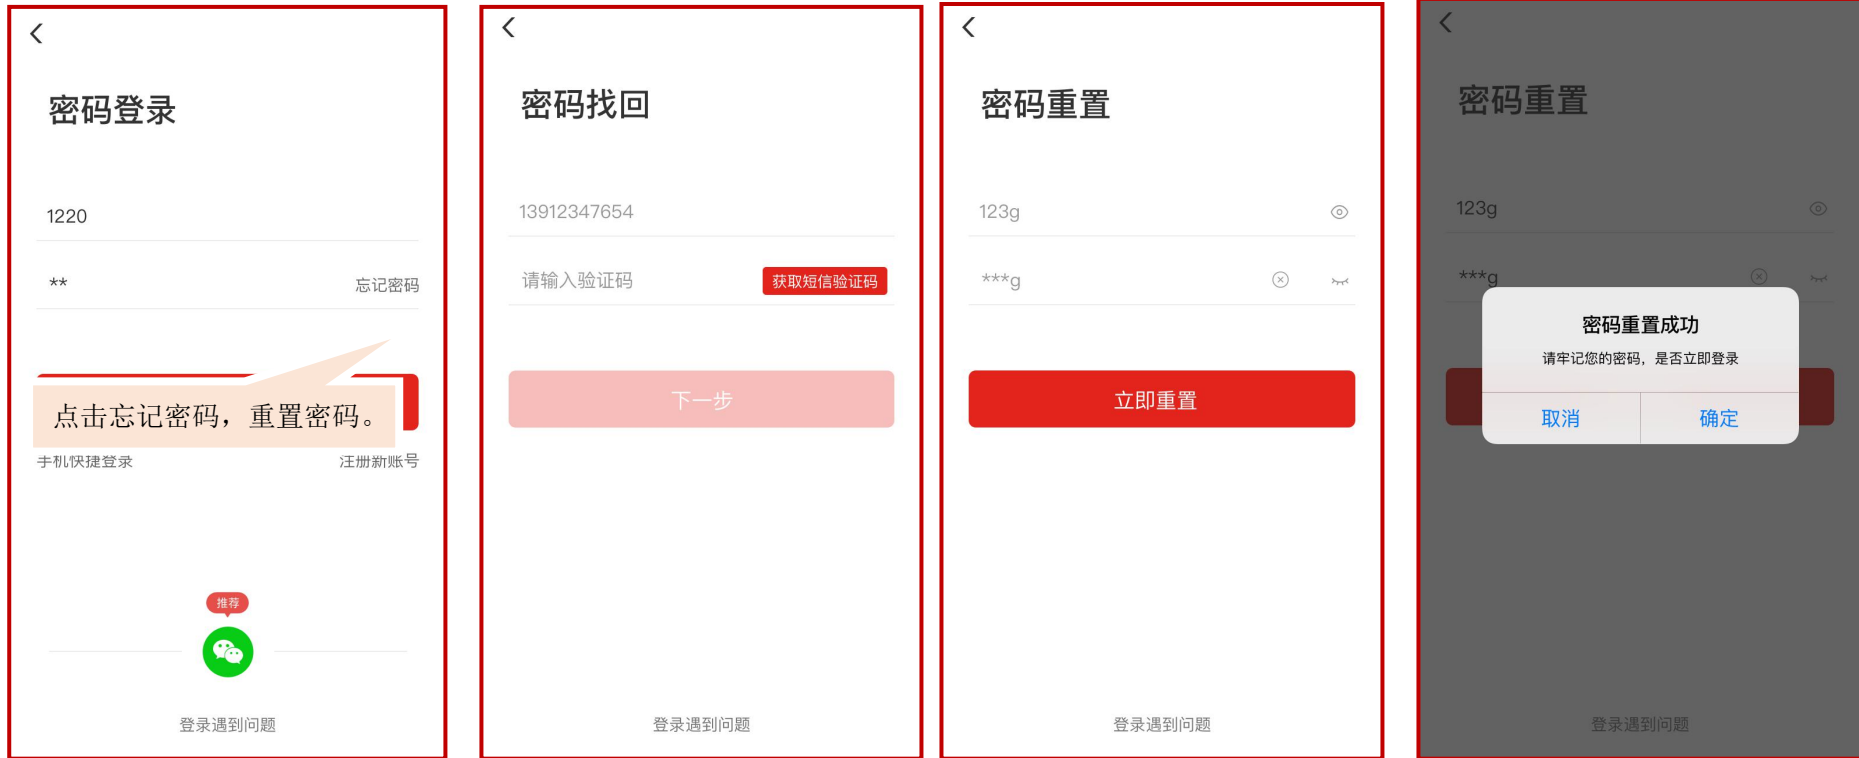 密码登录
1220
** 忘记密码
点击忘记密码，重置密码。
手机快捷登录 注册新账号
推荐
登录遇到问题
密码找回
13912347654
请输入验证码 获取短信验证码
下一步
登录遇到问题
密码重置
123g
***g
立即重置
登录遇到问题
密码重置
123g
***g
密码重置成功
请牢记您的密码，是否立即登录
取消 确定
登录遇到问题